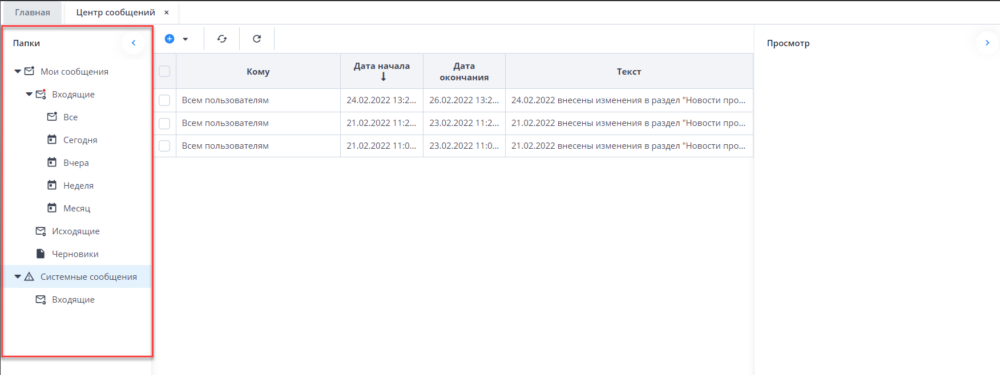 Главная
Центр сообщений ×
Папки
Мои сообщения
Входящие
Все
Сегодня
Вчера
Неделя
Месяц
Исходящие
Черновики
Системные сообщения
Входящие
Кому
Дата начала
Дата
окончания
Текст
Всем пользователям 24.02.2022 13:2... 26.02.2022 13:2... 24.02.2022 внесены изменения в раздел "Новости про...
Всем пользователям 21.02.2022 11:2... 23.02.2022 11:2... 21.02.2022 внесены изменения в раздел "Новости про...
Всем пользователям 21.02.2022 11:0... 23.02.2022 11:0... 21.02.2022 внесены изменения в раздел "Новости про...
Просмотр